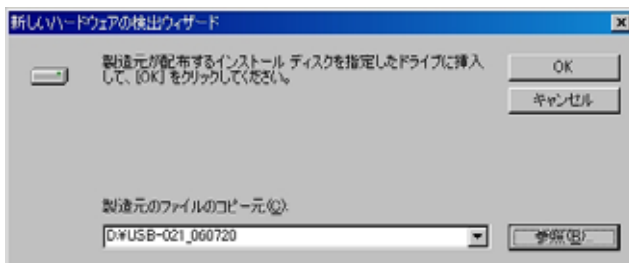 新しいハードウェアの検出ウィザード
製造元が配布するインストール ディスクを指定したドライブに挿入
して、[OK] をクリックしてください。
OK
キャンセル
製造元のファイルのコピー元(C):
D:¥USB-021_060720
参照(B)...